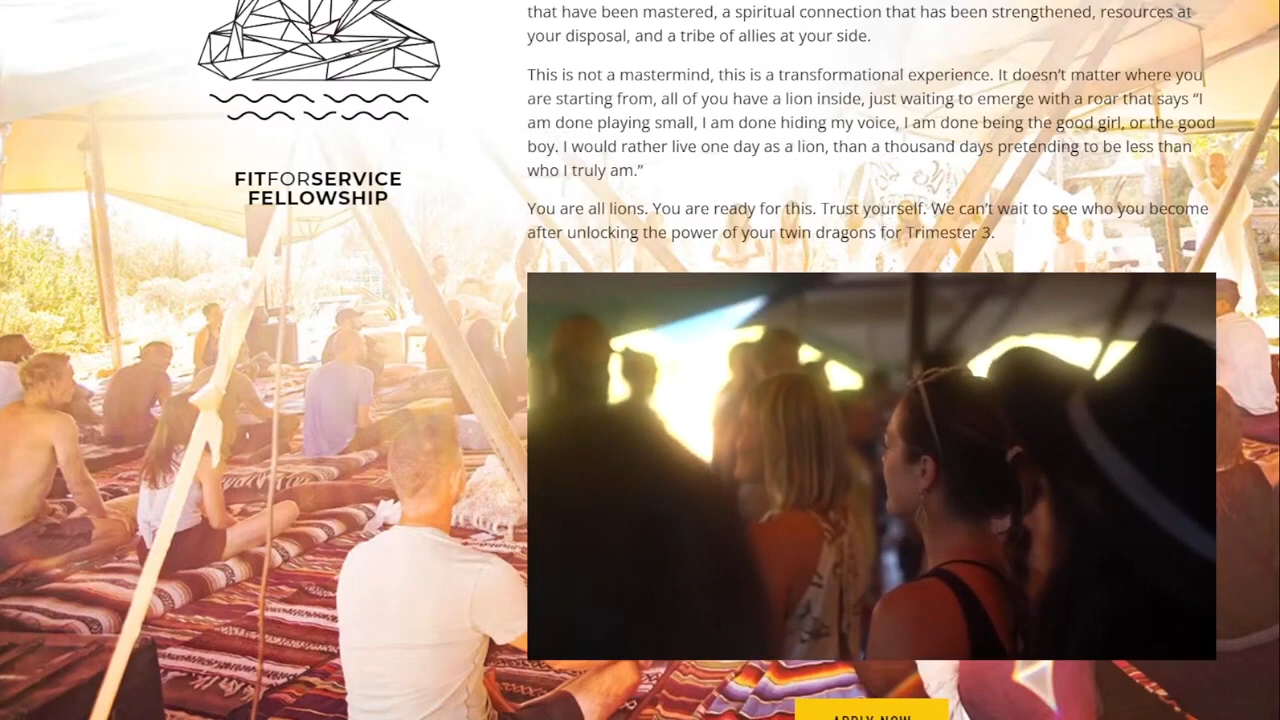 that have been mastered, a spiritual connection that has been strengthened, resources at
your disposal, and a tribe of allies at your side.
This is not a mastermind, this is a transformational experience. It doesn’t matter where you
are starting from, all of you have a lion inside, just waiting to emerge with a roar that says “I
am done playing small, I am done hiding my voice, I am done being the good girl, or the good
boy. I would rather live one day as a lion, than a thousand days pretending to be less than
who I truly am.”
You are all lions. You are ready for this. Trust yourself. We can’t wait to see who you become
after unlocking the power of your twin dragons for Trimester 3.
FITFORSERVICE
FELLOWSHIP
APPLY NOW